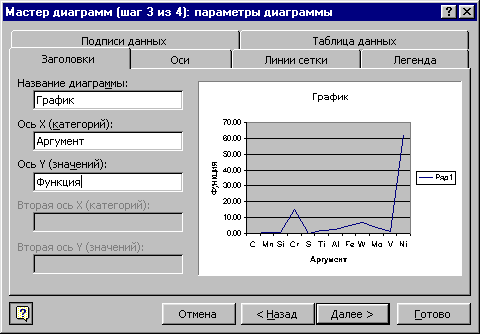 Мастер диаграмм (шаг 3 из 4): параметры диаграммы
Подписи данных Таблица данных
Заголовки Оси Линии сетки Легенда
Название диаграммы:
График
Ось X (категорий):
Аргумент
Ось Y (значений):
Функция
Вторая ось X (категорий):
Вторая ось Y (значений):
График
70.00
60.00
50.00
40.00
30.00
20.00
10.00
0.00
Функция
C Mn Si Cr S Ti Al Fe W Mo V Ni
Аргумент
Ряд1
Отмена < Назад Далее > Готово